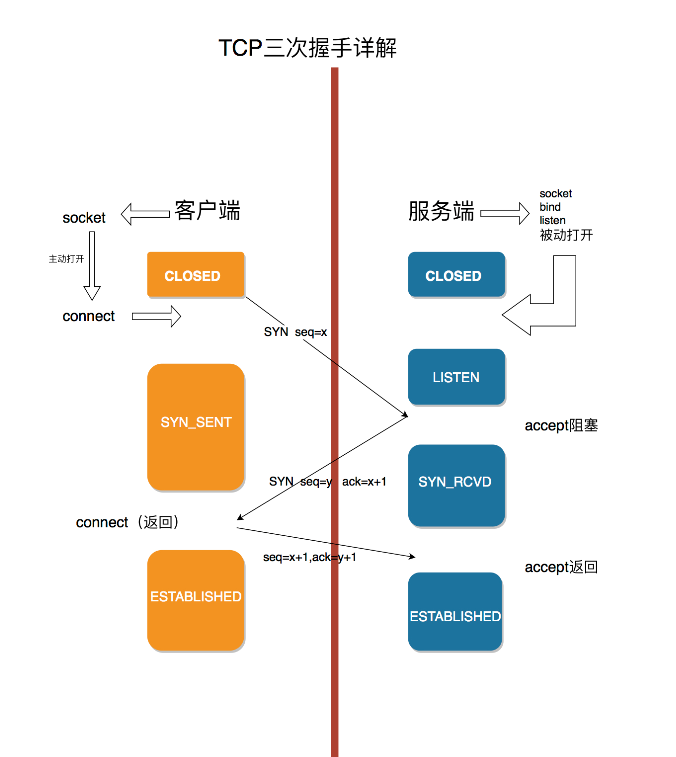 TCP三次握手详解
客户端
socket
主动打开
connect
CLOSED
服务端
socket
bind
listen
被动打开
CLOSED
SYN seq=x
LISTEN
SYN_SENT
accept阻塞
SYN seq=y ack=x+1
SYN_RCVD
connect（返回）
seq=x+1,ack=y+1
accept返回
ESTABLISHED
ESTABLISHED